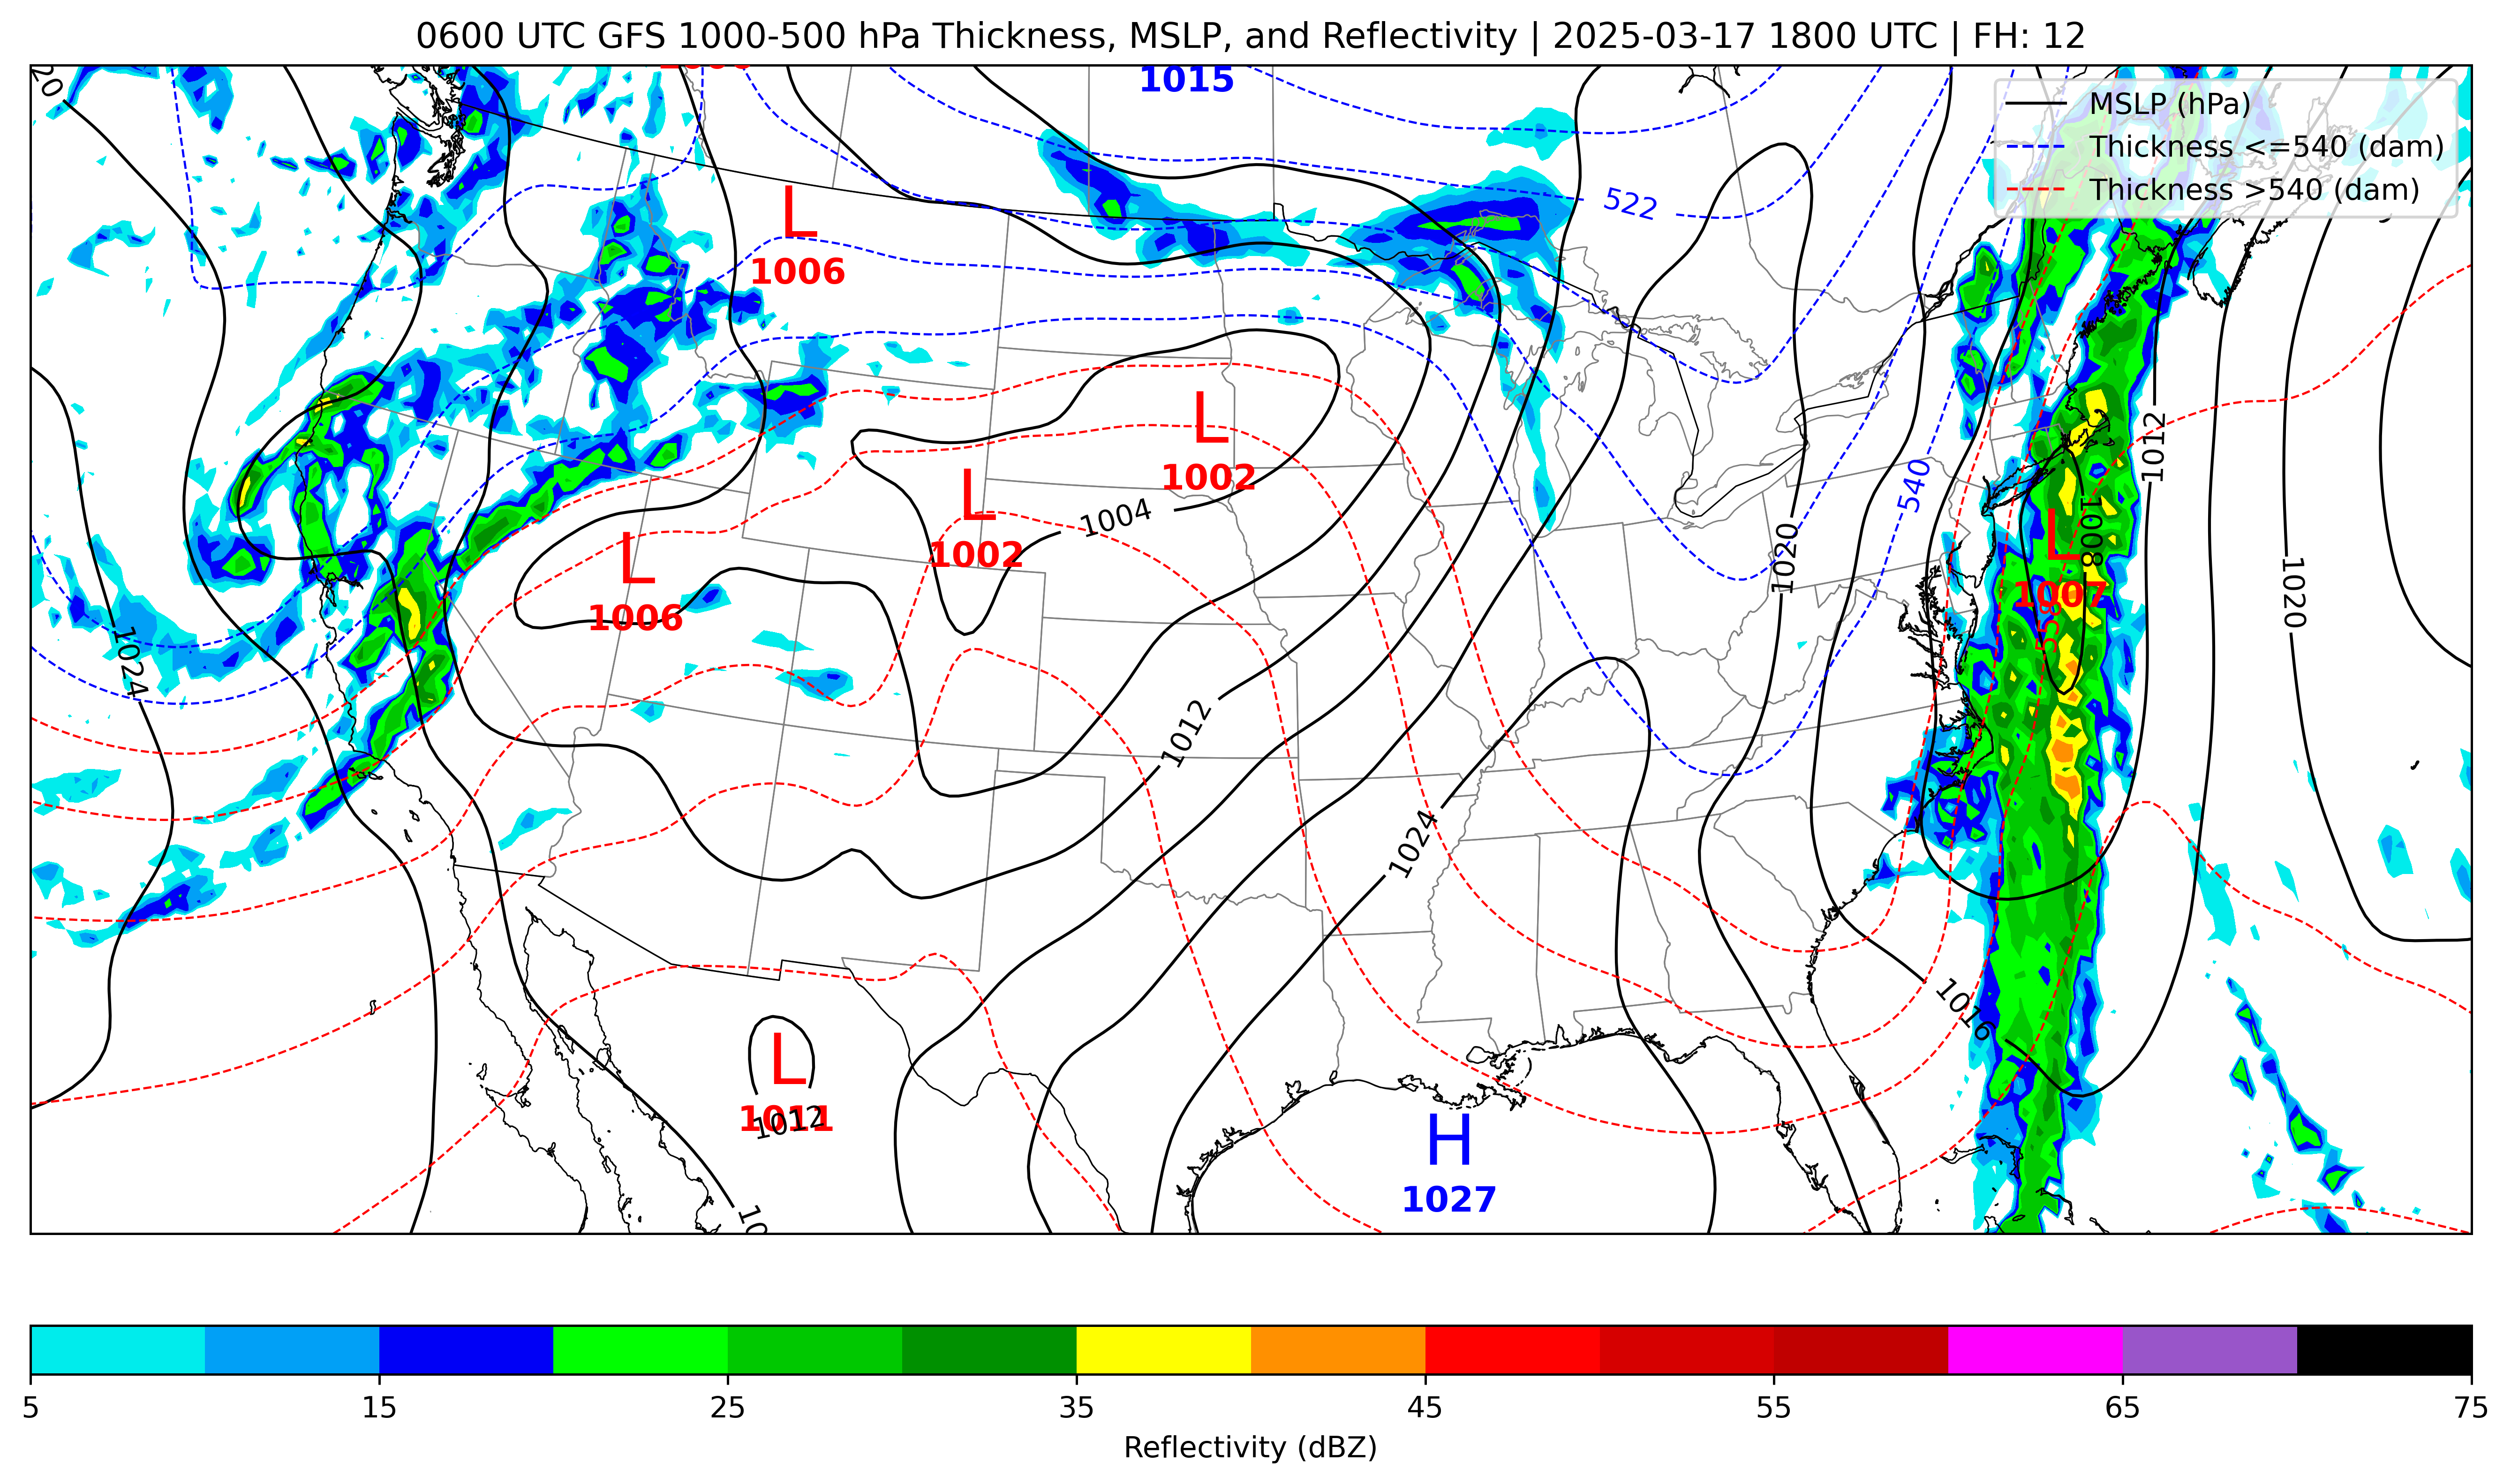 0600 UTC GFS 1000-500 hPa Thickness, MSLP, and Reflectivity | 2025-03-17 1800 UTC | FH: 12
20
1015
MSLP (hPa)
Thickness <=540 (dam)
Thickness >540 (dam)
522
L
1006
L
1002
1012
L
1002
540
1004
1008
L
1006
L
1007
1020
1020
1024
1012
1024
1016
L
1011
1012
H
1027
10
5 15 25 35 45 55 65 75
Reflectivity (dBZ)